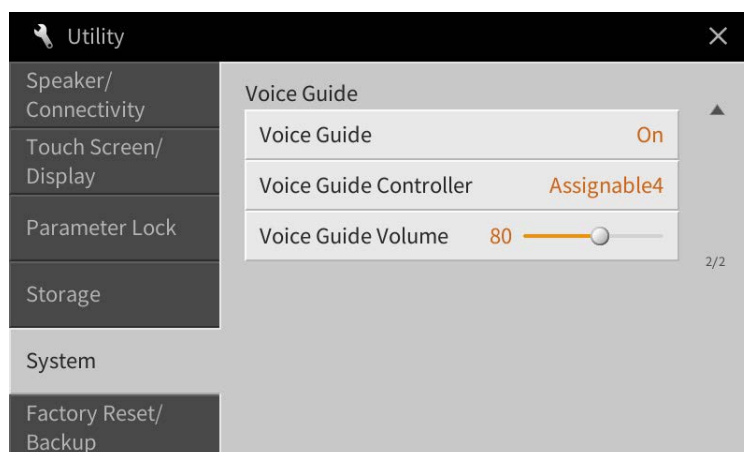 Utility
Speaker/
Connectivity
Touch Screen/
Display
Parameter Lock
Storage
System
Factory Reset/
Backup
Voice Guide
Voice Guide On
Voice Guide Controller Assignable4
Voice Guide Volume 80
2/2